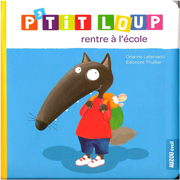 P'TIT LOUP
rentre à l'école
Orianne Lallemand
Éléonore Thuillier
AUZOU éveil